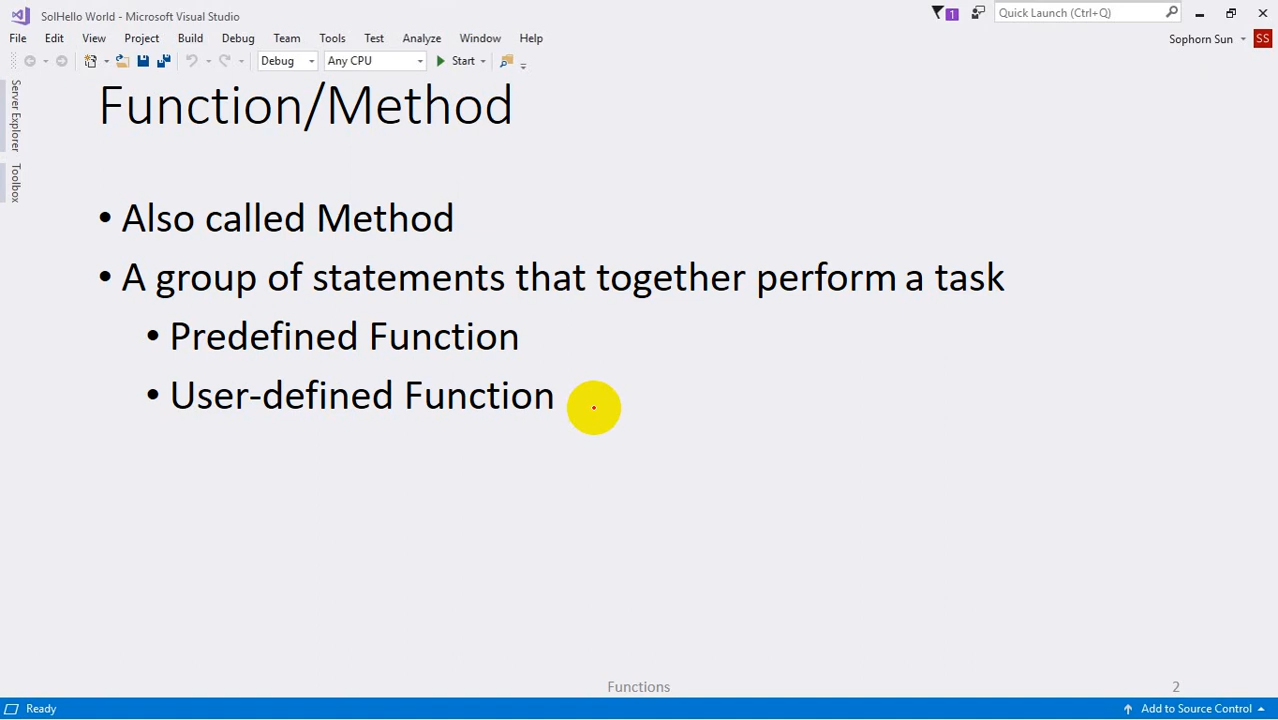 SolHello World - Microsoft Visual Studio
1
Quick Launch (Ctrl+Q)
File Edit View Project Build Debug Team Tools Test Analyze Window Help
Sophorn Sun
SS
Debug Any CPU Start
Server Explorer
Toolbox
Function/Method
• Also called Method
• A group of statements that together perform a task
• Predefined Function
• User-defined Function
Functions
2
Ready
Add to Source Control